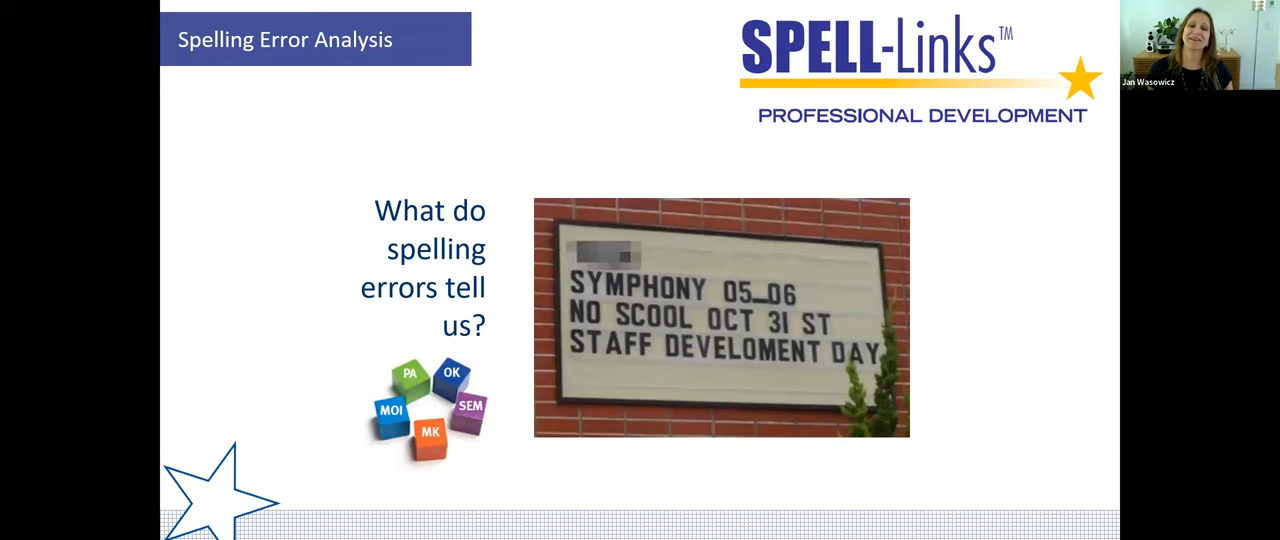 Spelling Error Analysis
SPELL-Links™
PROFESSIONAL DEVELOPMENT
Jan Wasowicz
What do
spelling
errors tell
us?
PA
OK
MOI
SEM
MK
SYMPHONY 05_06
NO SCOOL OCT 31 ST
STAFF DEVELOMENT DAY